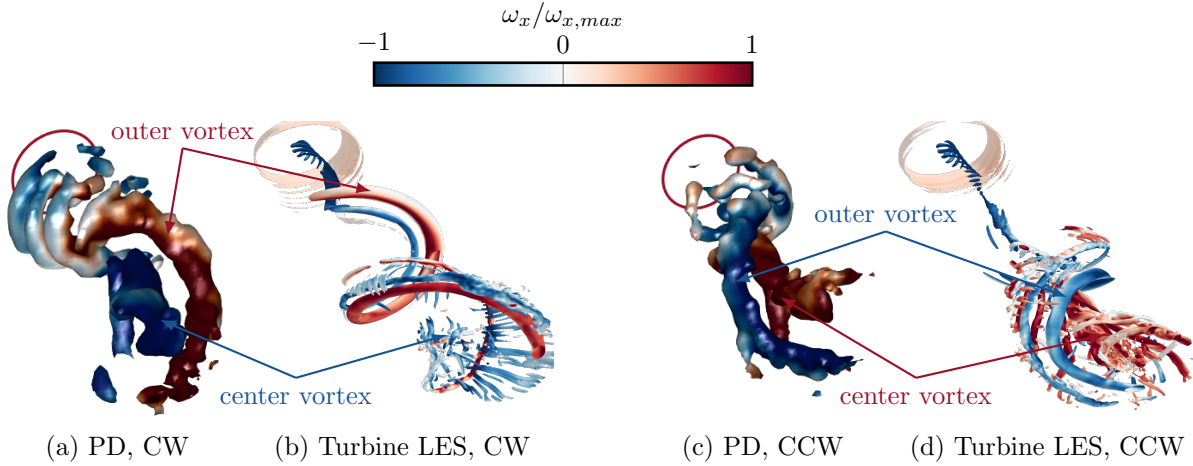 ω_x/ω_{x,max}
−1 0 1
outer vortex
outer vortex
center vortex
center vortex
(a) PD, CW (b) Turbine LES, CW (c) PD, CCW (d) Turbine LES, CCW